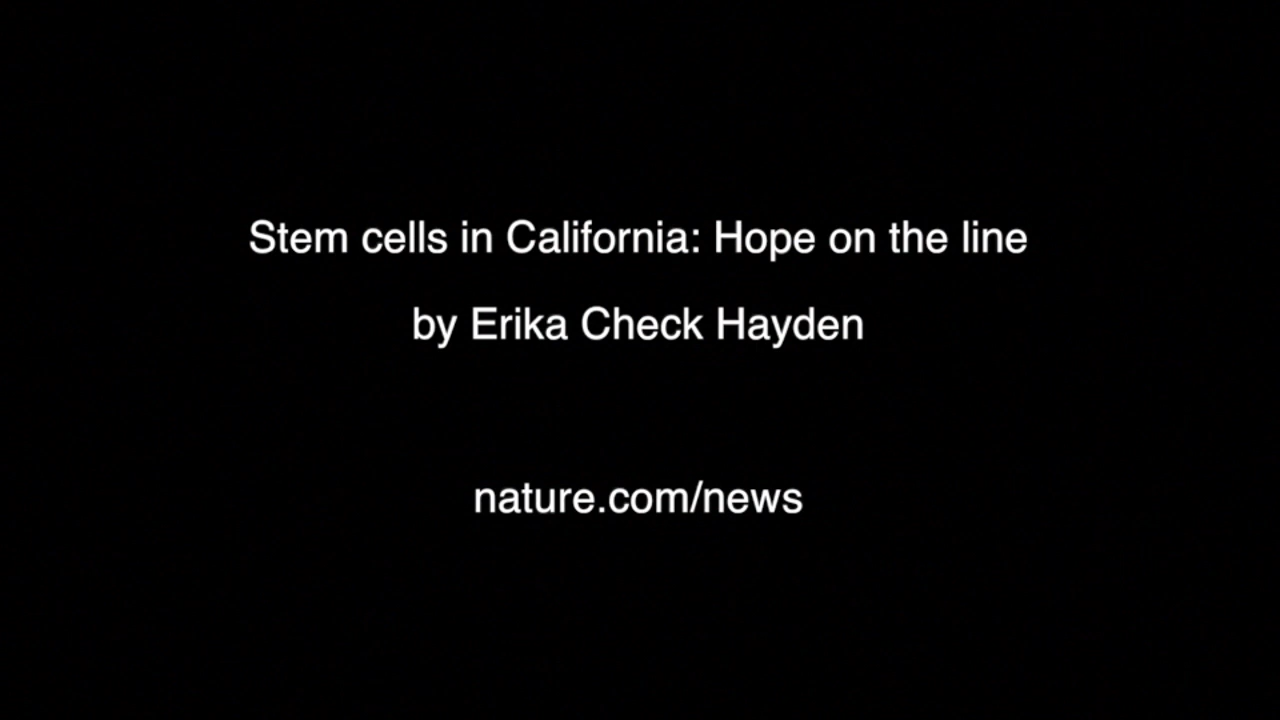 Stem cells in California: Hope on the line
by Erika Check Hayden
nature.com/news